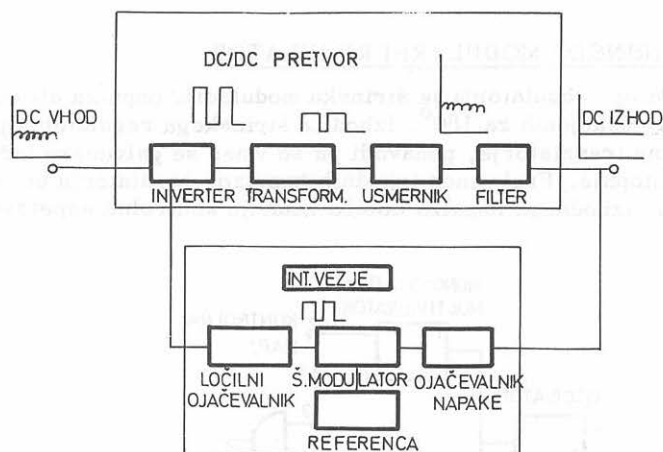 DC/DC PRETVOR
DC VHOD
DC IZHOD
INVERTER
TRANSFORM.
USMERNIK
FILTER
INT. VEZJE
LOČILNI
OJAČEVALNIK
Š.MODULATOR
OJAČEVALNIK
NAPAKE
REFERENCA